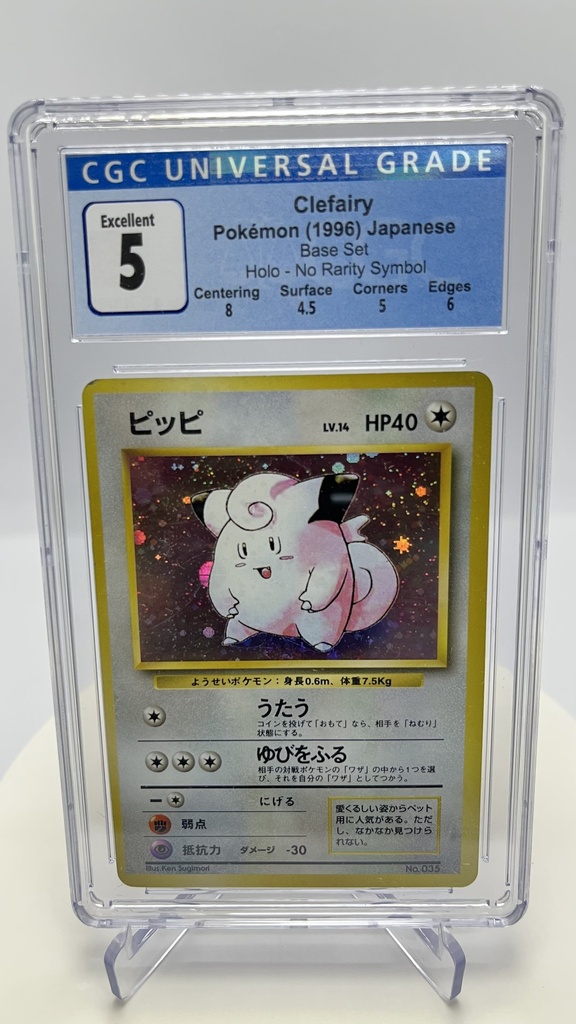 CGC UNIVERSAL GRADE
Excellent
5
Clefairy
Pokémon (1996) Japanese
Base Set
Holo - No Rarity Symbol
Centering Surface Corners Edges
8 4.5 5 6
ピッピ LV.14 HP40
ようせいポケモン：身長0.6m、体重7.5Kg
うたう
コインを投げて「おもて」なら、相手を「ねむり」
状態にする。
ゆびをふる
相手の対戦ポケモンの「ワザ」の中から1つを選
び、それを自分の「ワザ」としてつかう。
にげる
弱点
抵抗力 ダメージ -30
愛くるしい姿からペット
用に人気がある。ただ
し、なかなか見つけら
れない。
Illus. Ken Sugimori
No. 035